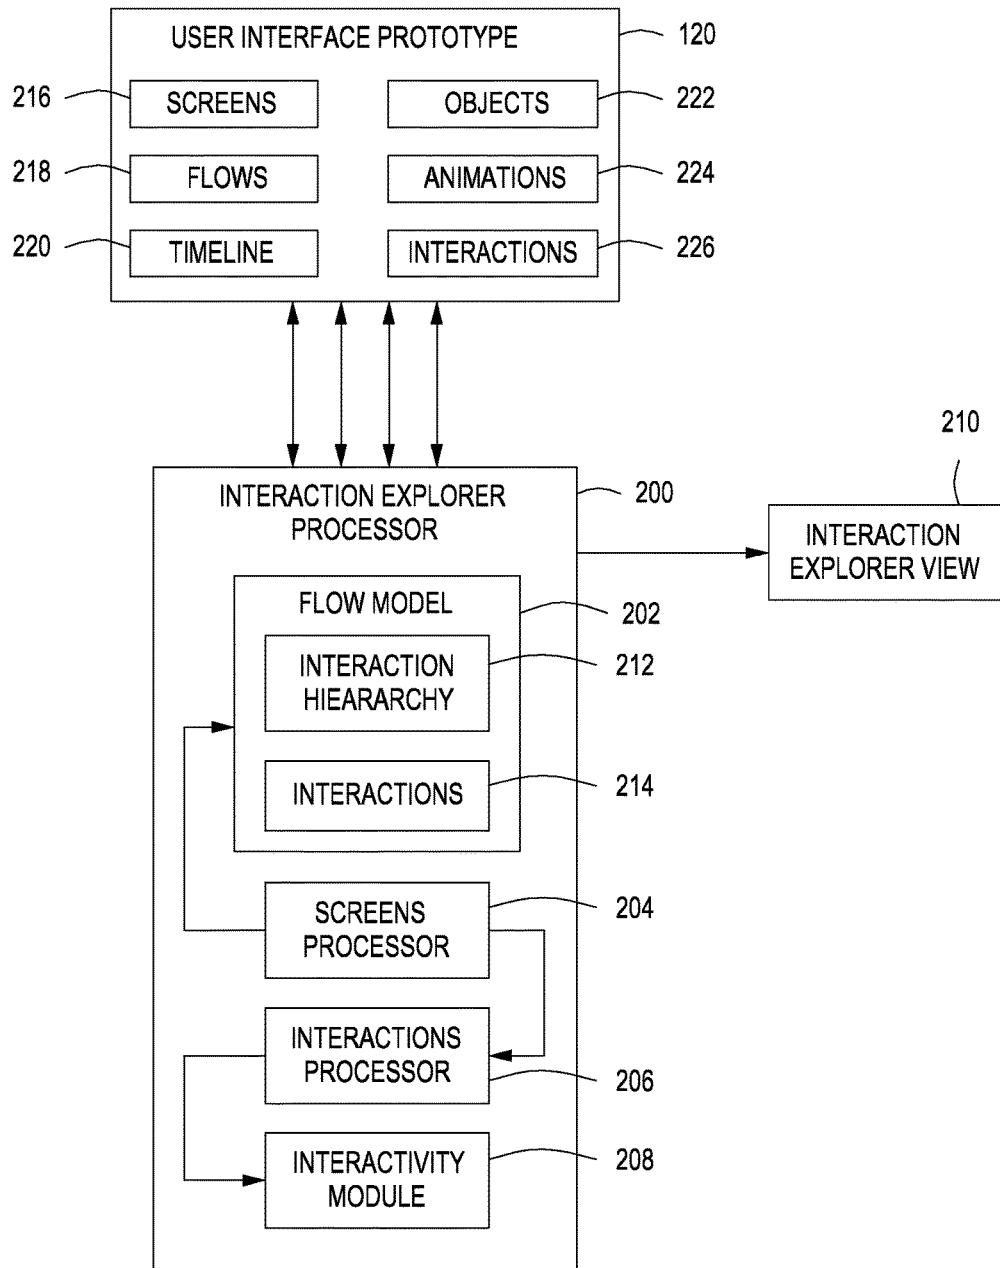 USER INTERFACE PROTOTYPE
120
216
SCREENS
OBJECTS
222
218
FLOWS
ANIMATIONS
224
220
TIMELINE
INTERACTIONS
226
210
INTERACTION EXPLORER
PROCESSOR
200
INTERACTION
EXPLORER VIEW
FLOW MODEL
202
INTERACTION
HIEARARCHY
212
INTERACTIONS
214
SCREENS
PROCESSOR
204
INTERACTIONS
PROCESSOR
206
INTERACTIVITY
MODULE
208